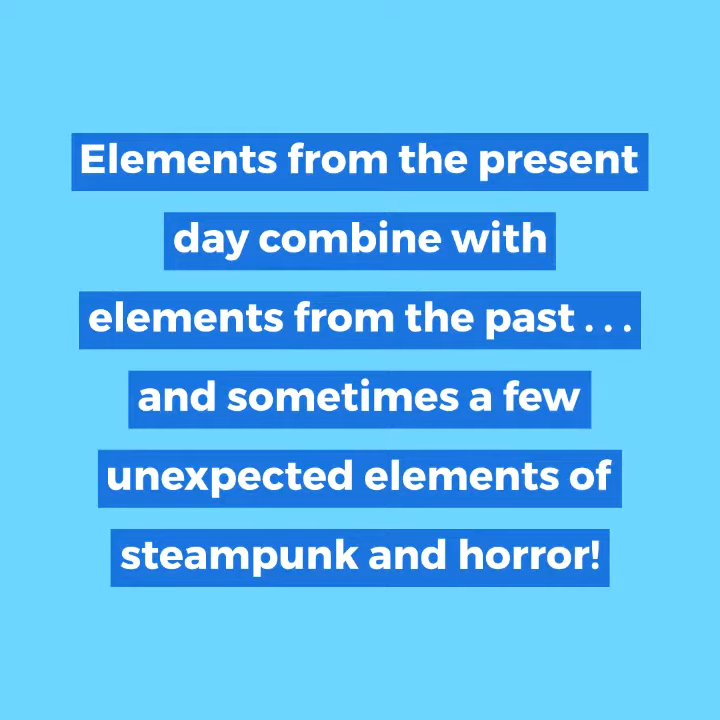 Elements from the present
day combine with
elements from the past . . .
and sometimes a few
unexpected elements of
steampunk and horror!